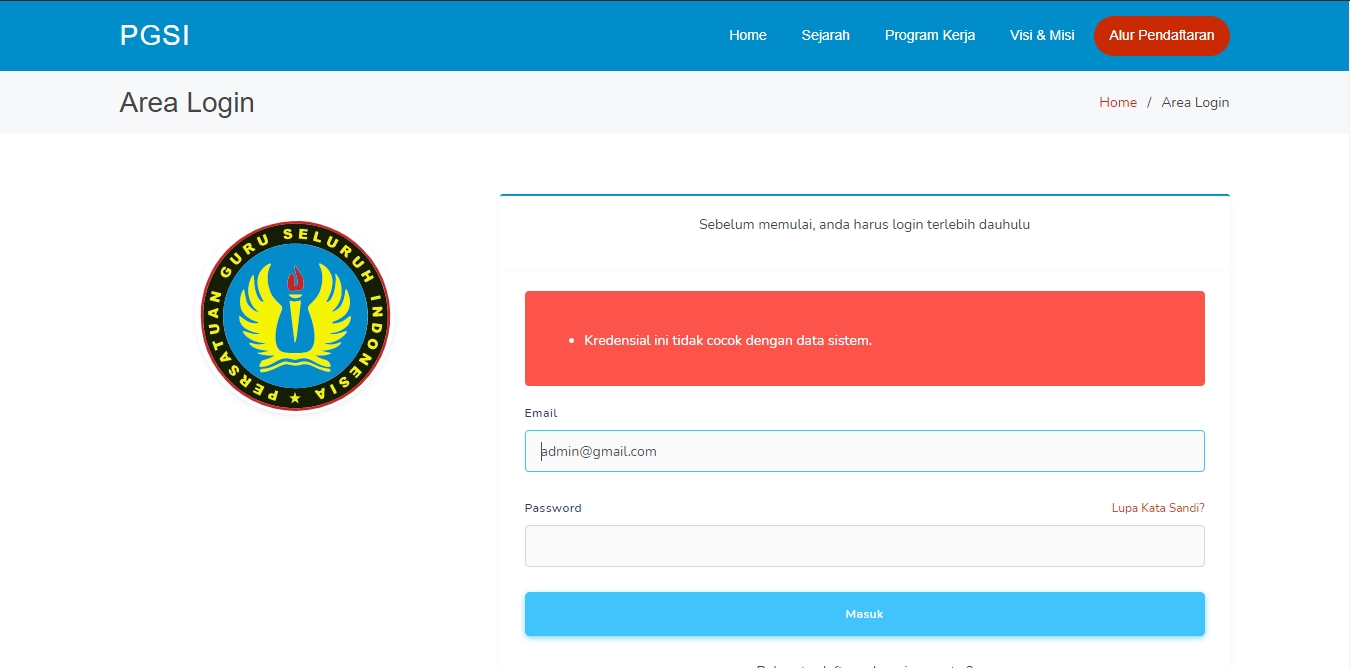 PGSI
Home Sejarah Program Kerja Visi & Misi Alur Pendaftaran
Area Login
Home / Area Login
PERSATUAN GURU SELURUH INDONESIA
Sebelum memulai, anda harus login terlebih dauhulu
Kredensial ini tidak cocok dengan data sistem.
Email
admin@gmail.com
Password Lupa Kata Sandi?
Masuk